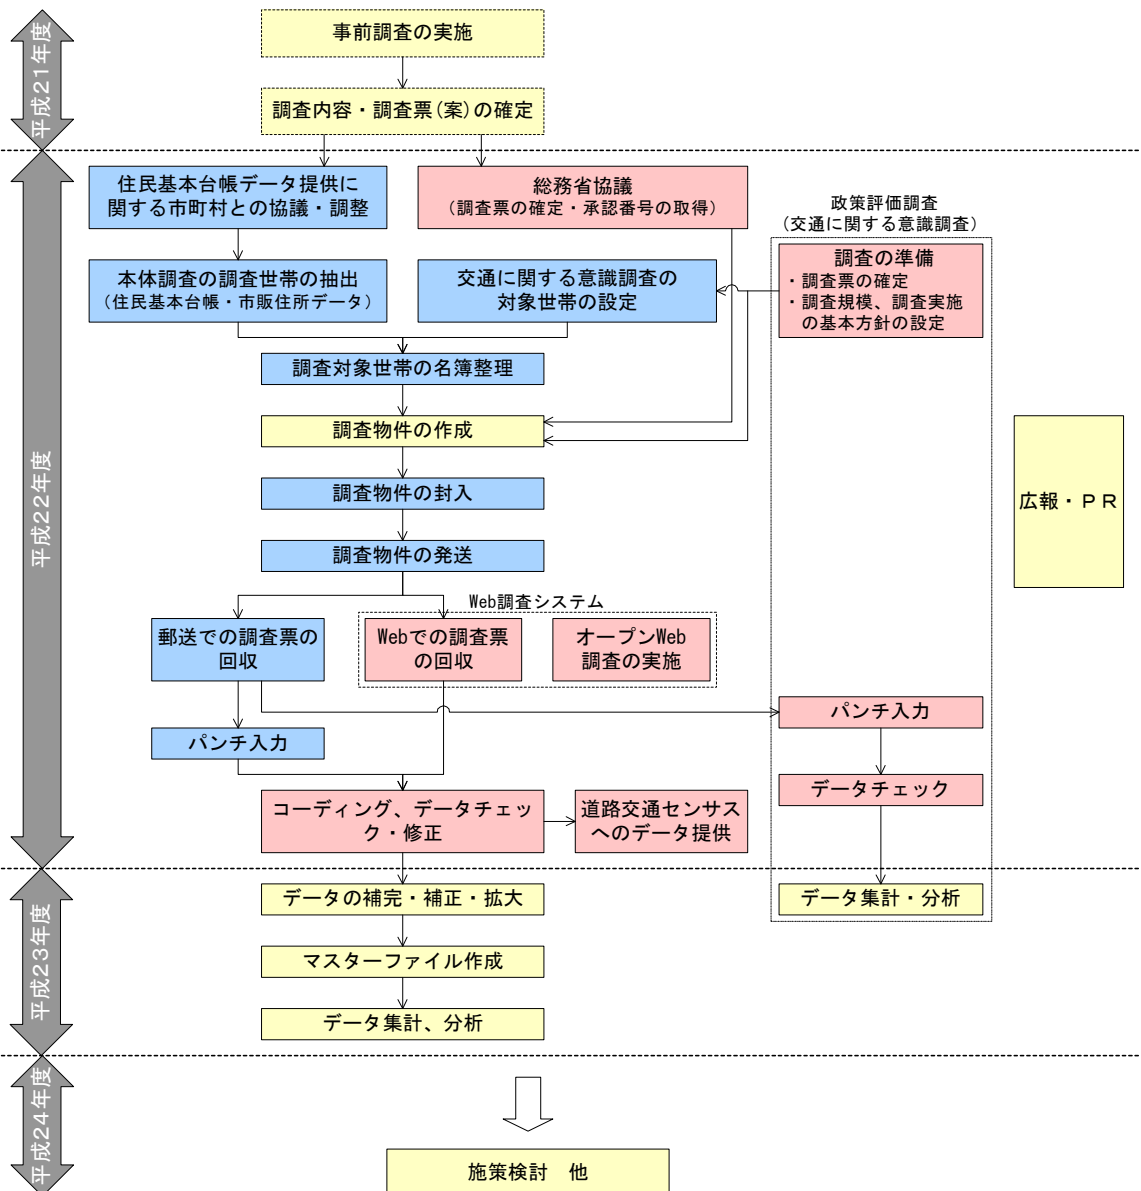 平成21年度
事前調査の実施
調査内容・調査票(案)の確定
平成22年度
住民基本台帳データ提供に
関する市町村との協議・調整
総務省協議
(調査票の確定・承認番号の取得)
政策評価調査
(交通に関する意識調査)
調査の準備
・調査票の確定
・調査規模、調査実施
の基本方針の設定
本体調査の調査世帯の抽出
(住民基本台帳・市販住所データ)
交通に関する意識調査の
対象世帯の設定
調査対象世帯の名簿整理
調査物件の作成
広報・ＰＲ
調査物件の封入
調査物件の発送
Web調査システム
郵送での調査票の
回収
Webでの調査票
の回収
オープンWeb
調査の実施
パンチ入力
パンチ入力
データチェック
コーディング、データチェッ
ク・修正
道路交通センサス
へのデータ提供
平成23年度
データの補完・補正・拡大
データ集計・分析
マスターファイル作成
データ集計、分析
平成24年度
施策検討　他